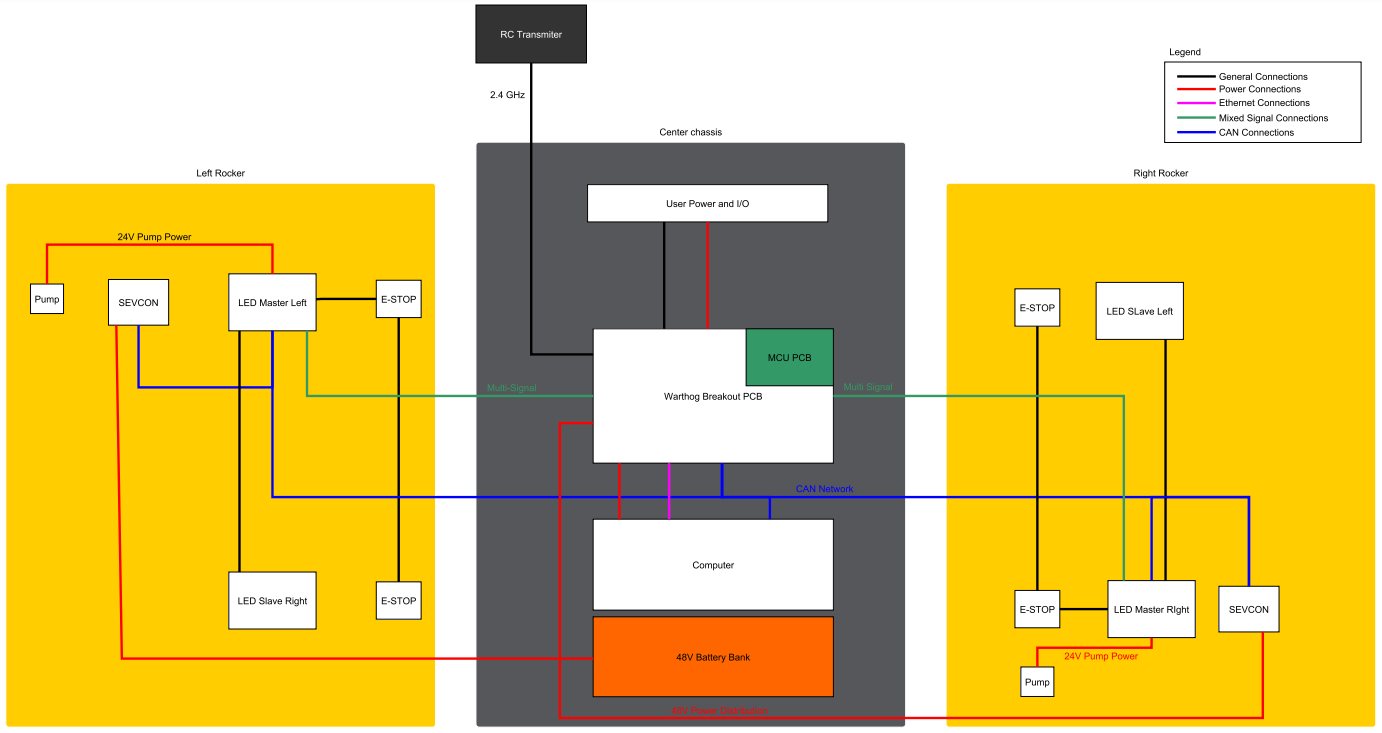 RC Transmiter
2.4 GHz
Legend
General Connections
Power Connections
Ethernet Connections
Mixed Signal Connections
CAN Connections
Center chassis
Left Rocker
Right Rocker
User Power and I/O
24V Pump Power
Pump
SEVCON
LED Master Left
E-STOP
E-STOP
LED SLave Left
MCU PCB
Multi-Signal
Multi Signal
Warthog Breakout PCB
CAN Network
Computer
LED Slave Right
E-STOP
E-STOP
LED Master RIght
SEVCON
48V Battery Bank
24V Pump Power
Pump
48V Power Distribution